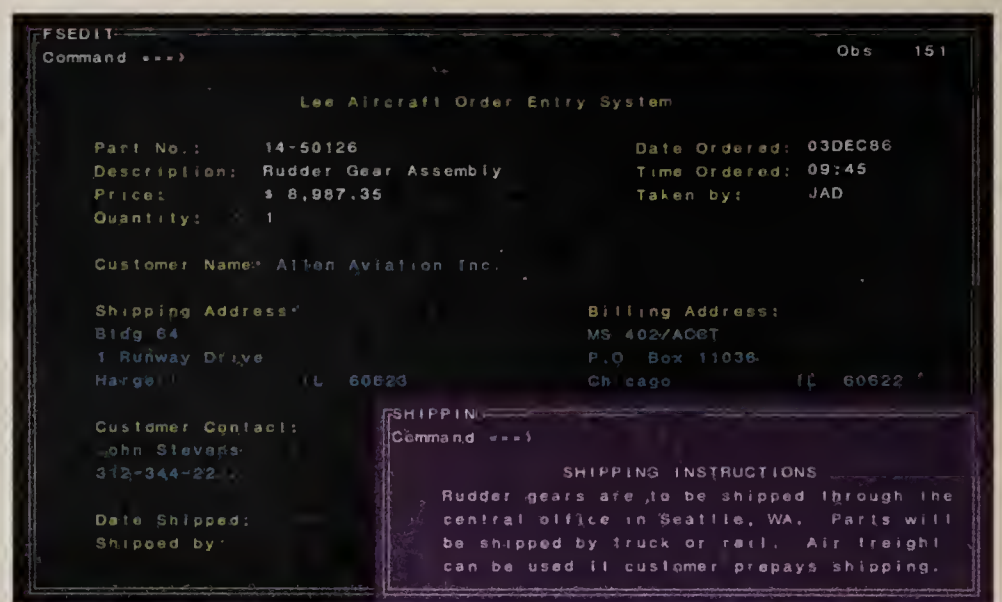 FSEDIT
Command ===>
Obs 151
Lee Aircraft Order Entry System
Part No.: 14-50126 Date Ordered: 03DEC86
Description: Rudder Gear Assembly Time Ordered: 09:45
Price: $ 8,987.35 Taken by: JAD
Quantity: 1
Customer Name: Allen Aviation Inc.
Shipping Address: Billing Address:
Bldg 64 MS 402/ACCT
1 Runway Drive P.O. Box 11036
IL 60623 Chicago IL 60622
Customer Contact:
John Stevens
312-344-22
Date Shipped:
Shipped by
SHIPPIN
Command ===>
SHIPPING INSTRUCTIONS
Rudder gears are to be shipped through the
central office in Seattle, WA. Parts will
be shipped by truck or rail. Air freight
can be used if customer prepays shipping.